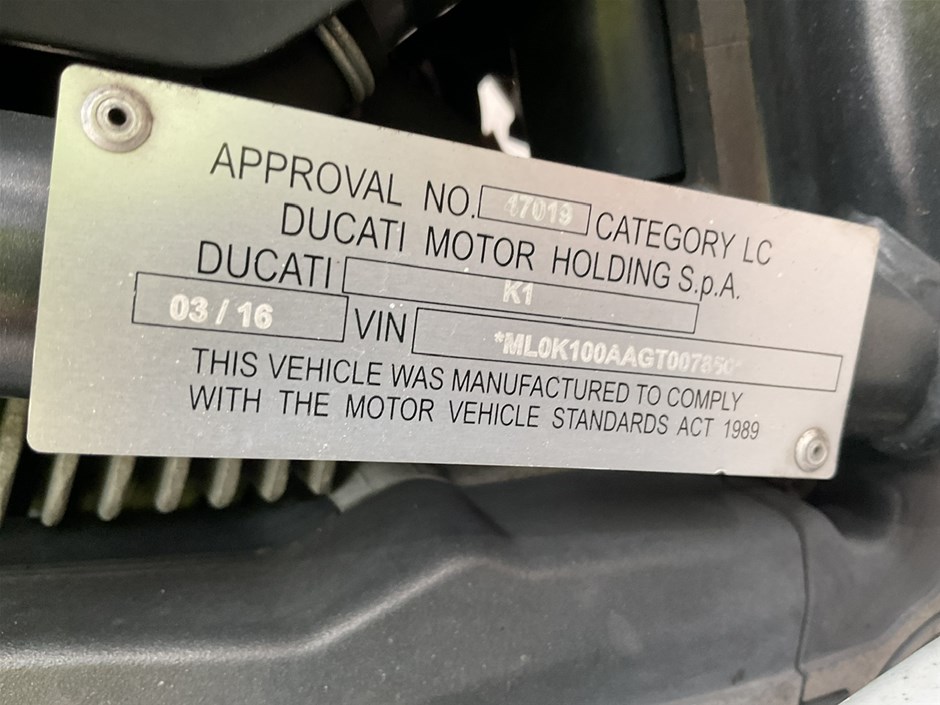 APPROVAL NO. 47019 CATEGORY LC
DUCATI MOTOR HOLDING S.p.A.
DUCATI K1
03 / 16 VIN *ML0K100AAGT007850*
THIS VEHICLE WAS MANUFACTURED TO COMPLY
WITH THE MOTOR VEHICLE STANDARDS ACT 1989